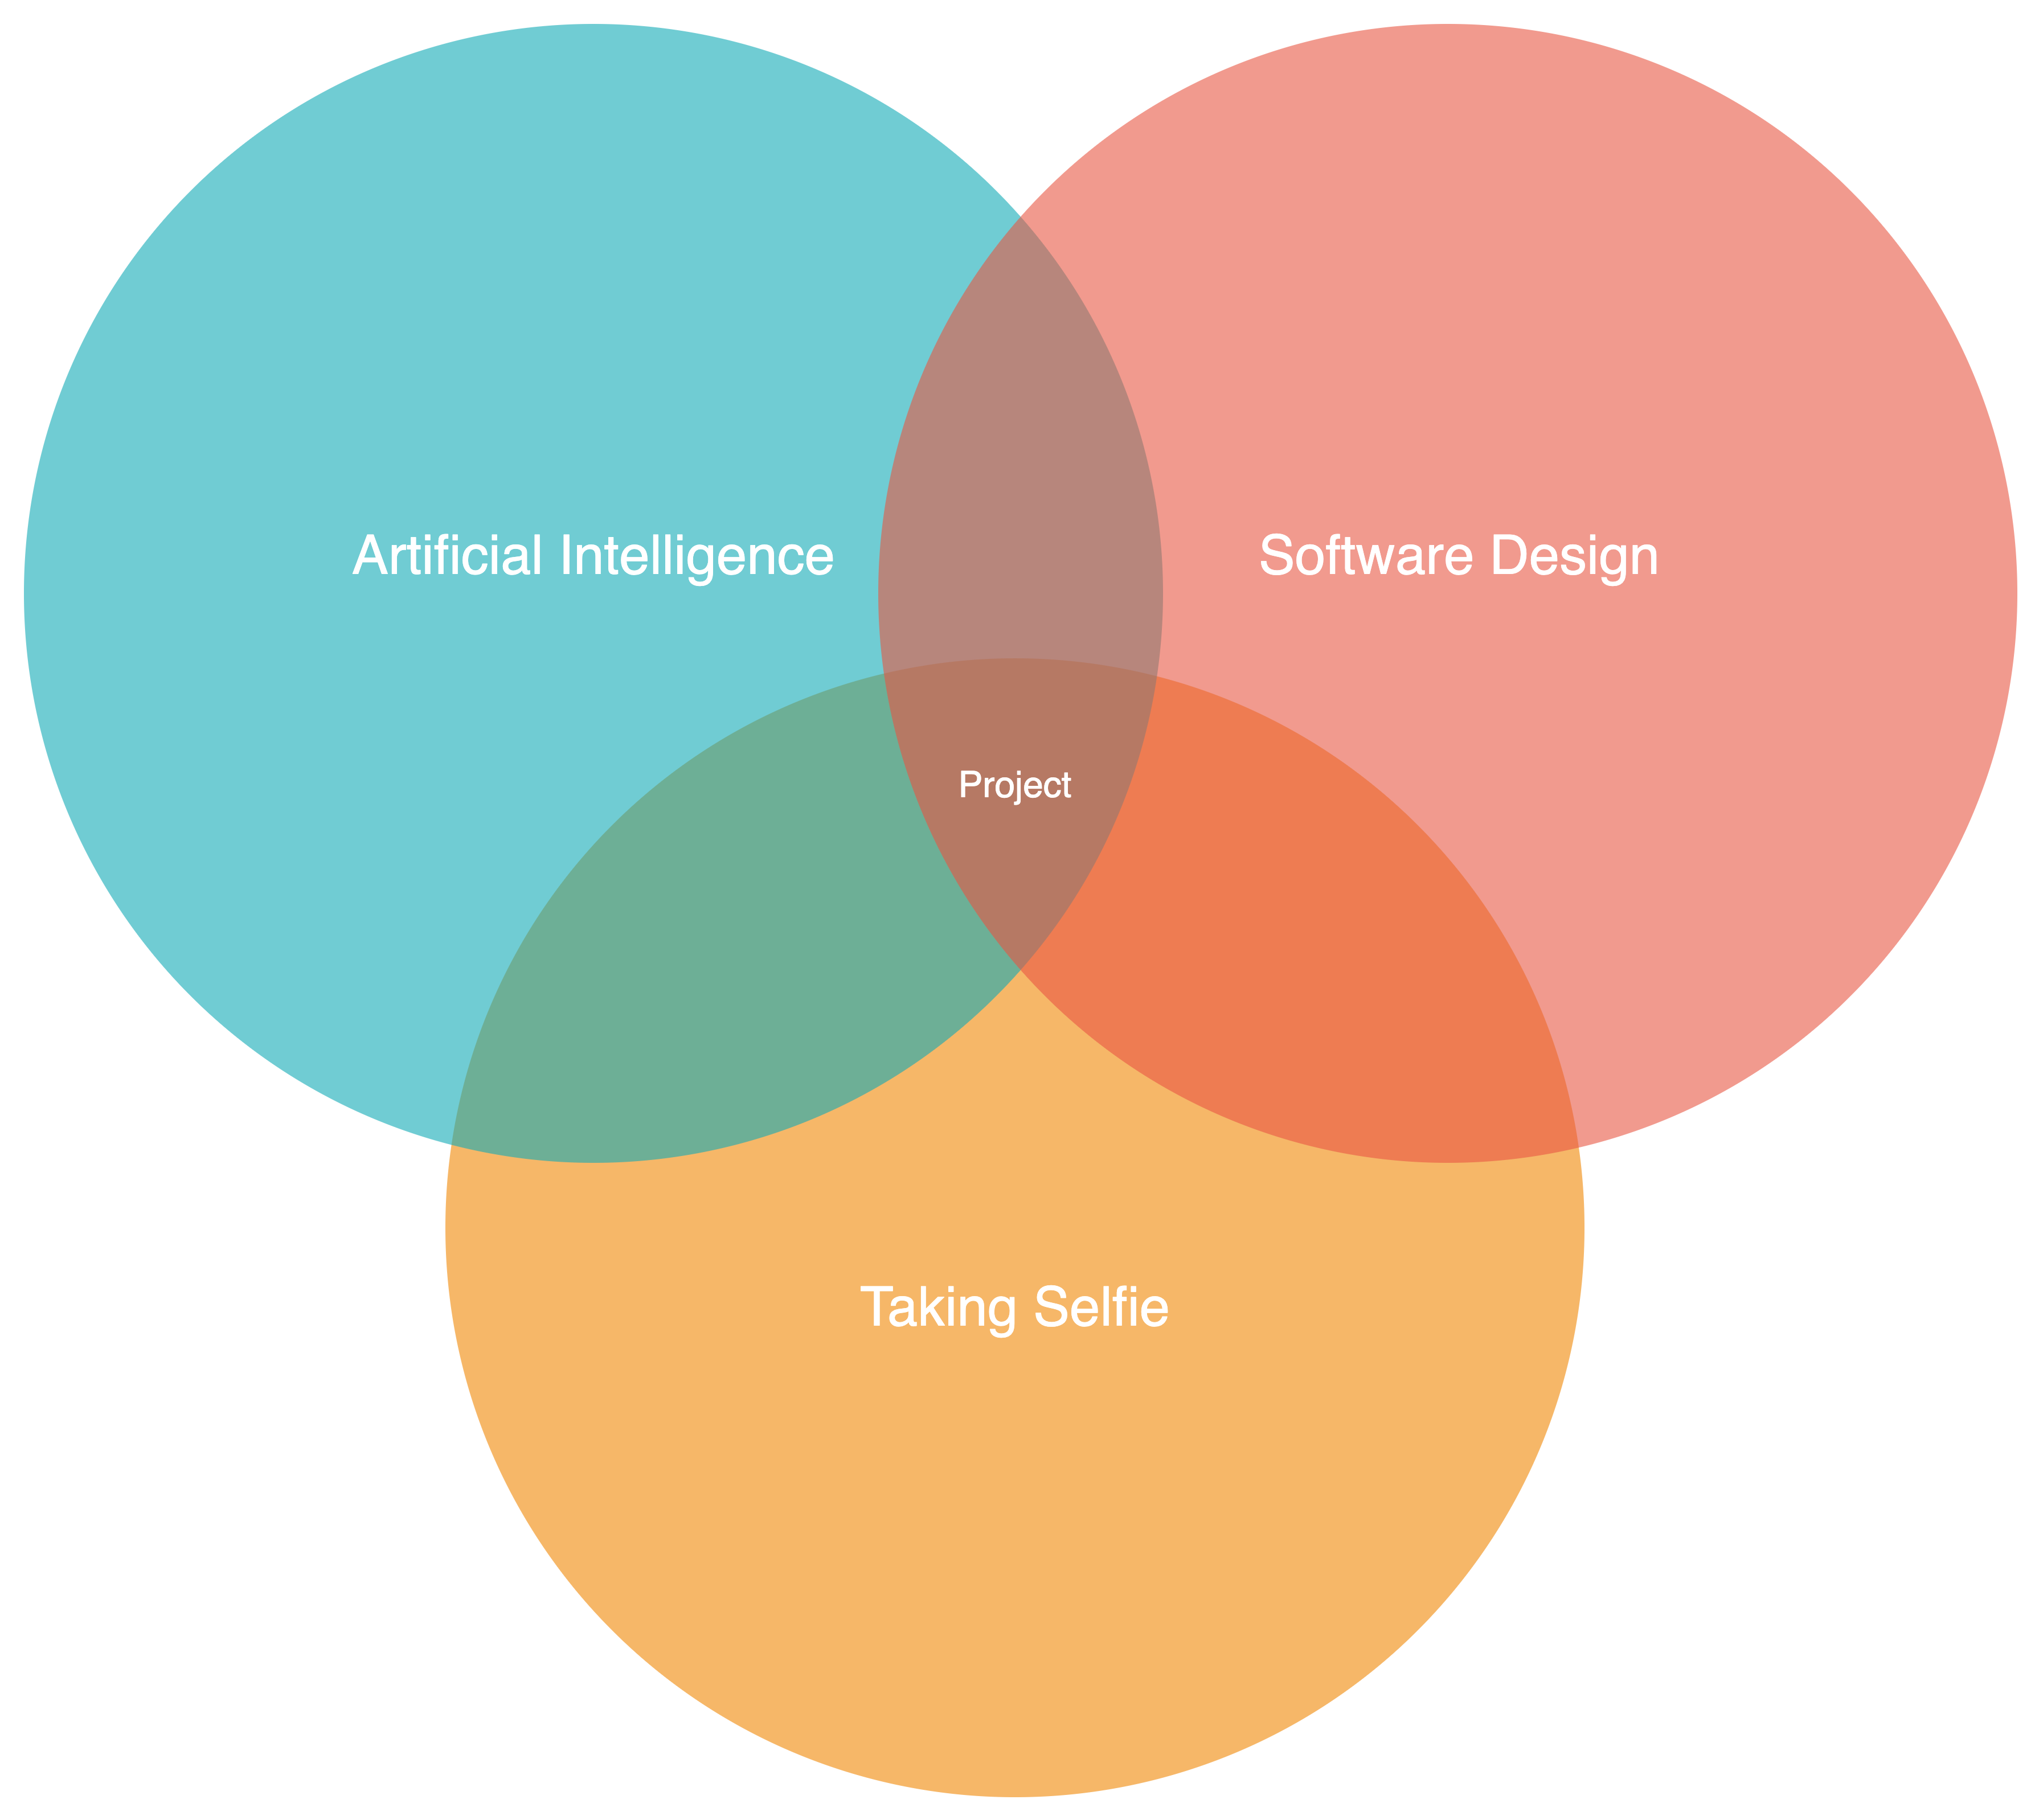 Artificial Intelligence
Software Design
Project
Taking Selfie